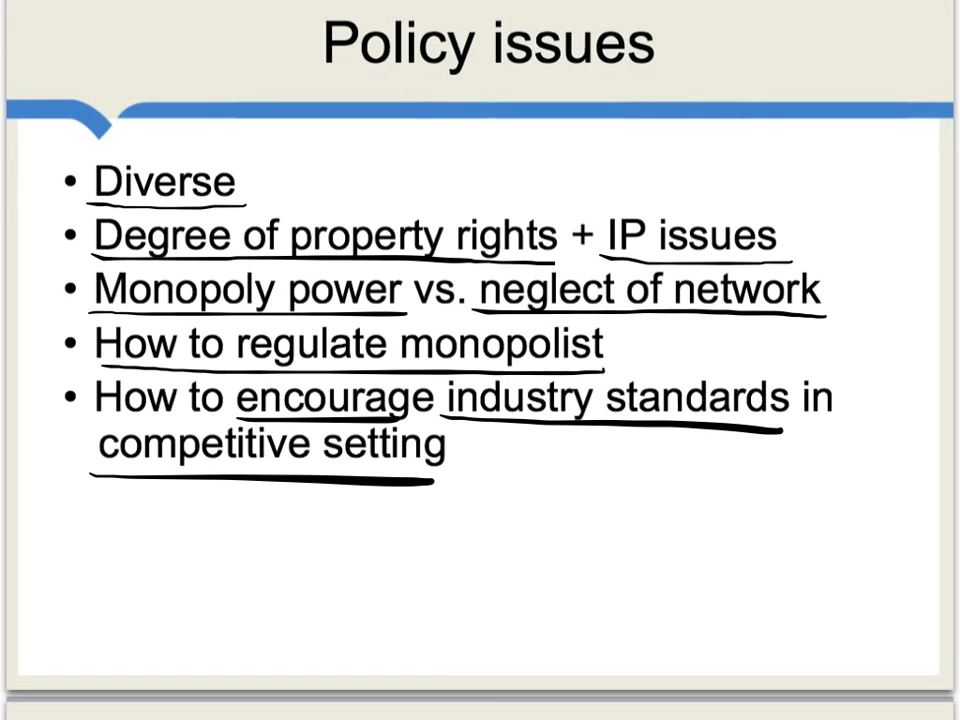 Policy issues
• Diverse
• Degree of property rights + IP issues
• Monopoly power vs. neglect of network
• How to regulate monopolist
• How to encourage industry standards in
competitive setting